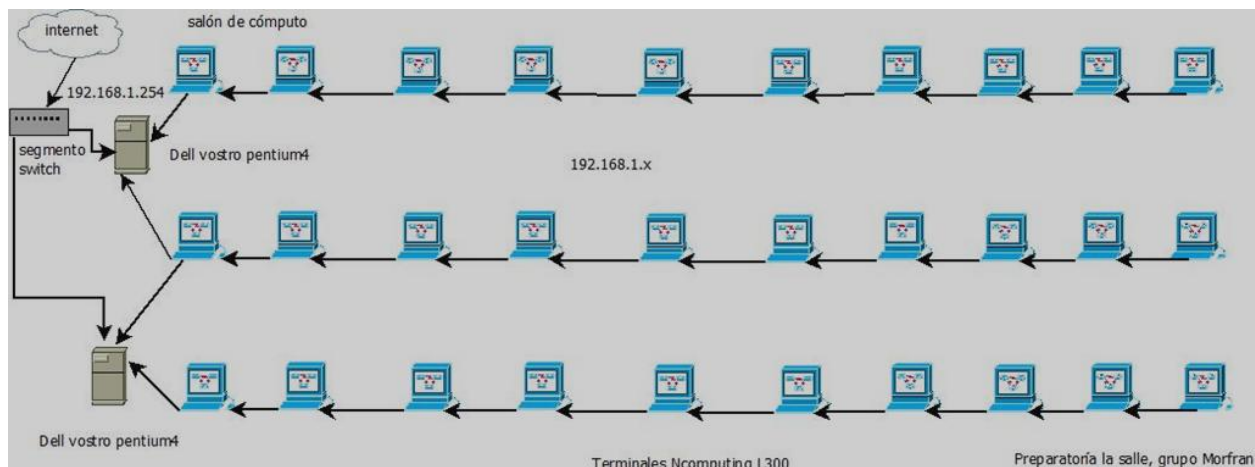 internet
salón de cómputo
192.168.1.254
segmento
switch
Dell vostro pentium4
192.168.1.x
Dell vostro pentium4
Terminales Ncomputing L300
Preparatoría la salle, grupo Morfran